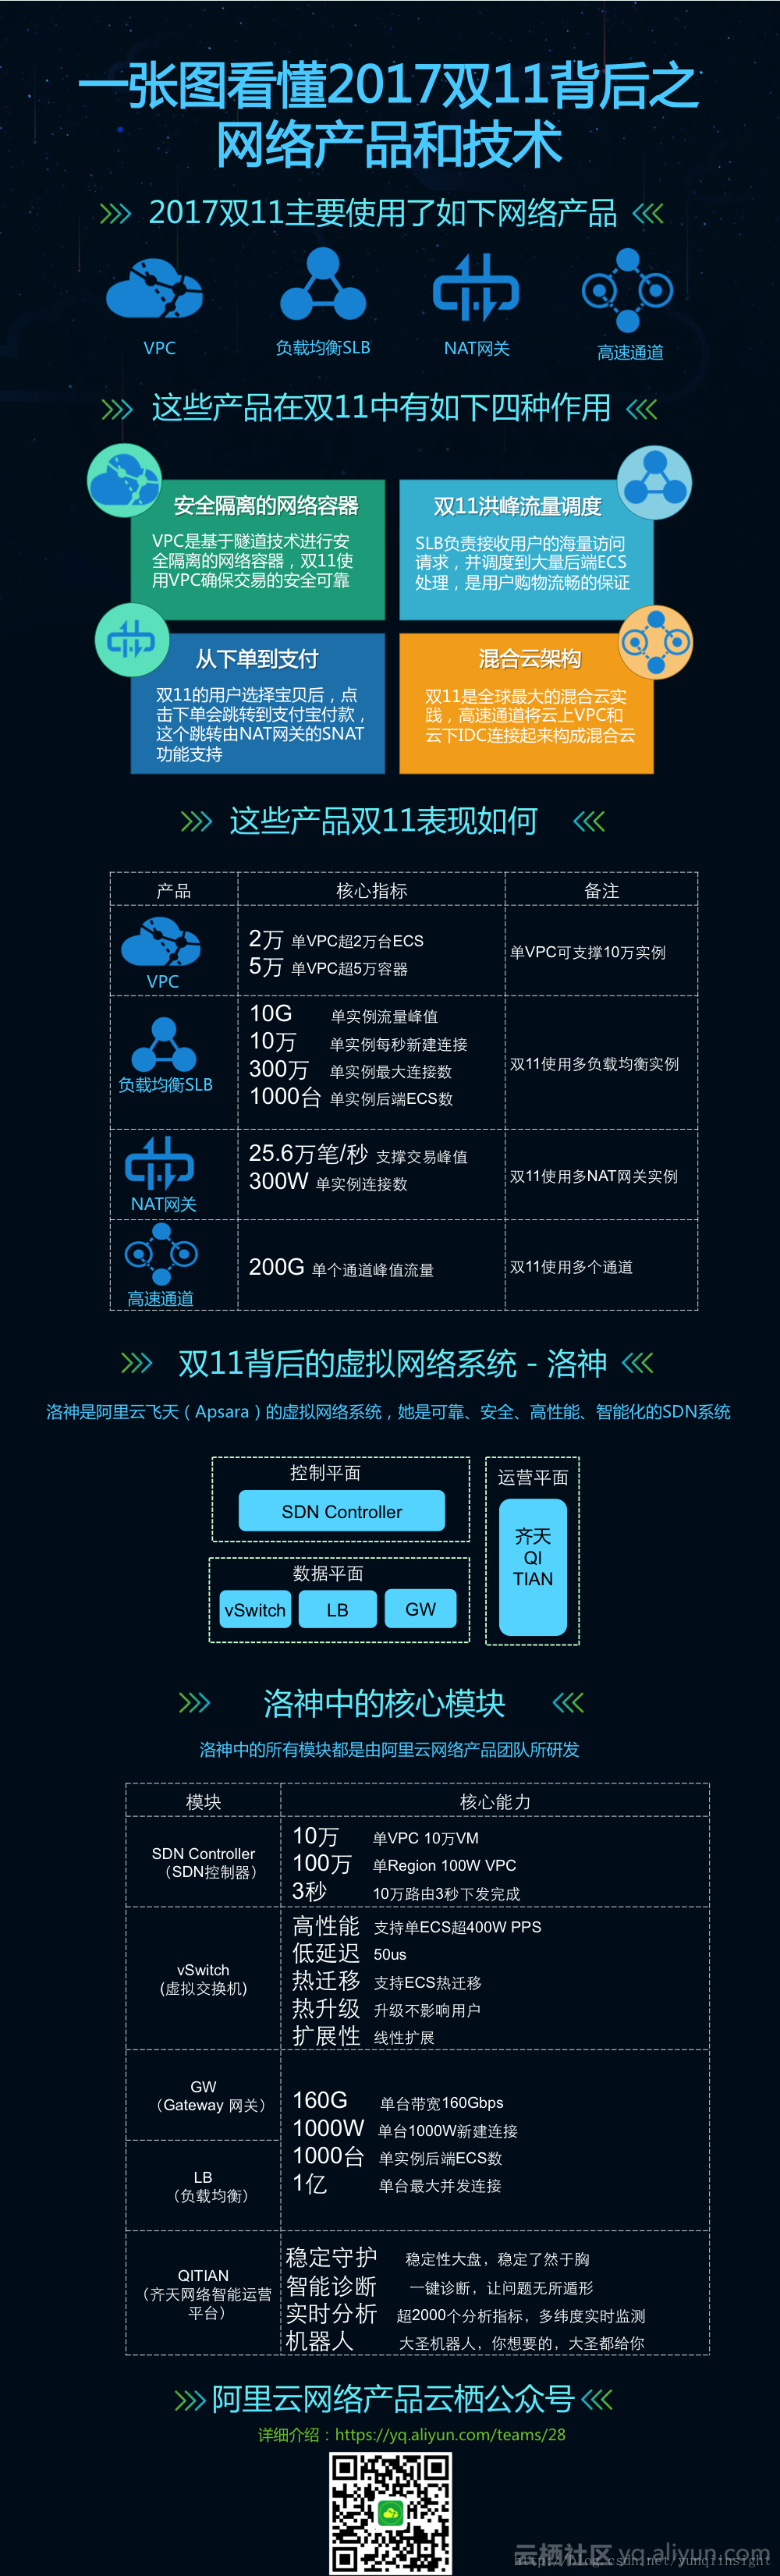 一张图看懂2017双11背后之
网络产品和技术
2017双11主要使用了如下网络产品
VPC
负载均衡SLB
NAT网关
高速通道
这些产品在双11中有如下四种作用
安全隔离的网络容器
VPC是基于隧道技术进行安
全隔离的网络容器，双11使
用VPC确保交易的安全可靠
双11洪峰流量调度
SLB负责接收用户的海量访问
请求，并调度到大量后端ECS
处理，是用户购物流畅的保证
从下单到支付
双11的用户选择宝贝后，点
击下单会跳转到支付宝付款，
这个跳转由NAT网关的SNAT
功能支持
混合云架构
双11是全球最大的混合云实
践，高速通道将云上VPC和
云下IDC连接起来构成混合云
这些产品双11表现如何
产品 核心指标 备注
VPC
2万 单VPC超2万台ECS
5万 单VPC超5万容器
单VPC可支撑10万实例
负载均衡SLB
10G 单实例流量峰值
10万 单实例每秒新建连接
300万 单实例最大连接数
1000台 单实例后端ECS数
双11使用多负载均衡实例
NAT网关
25.6万笔/秒 支撑交易峰值
300W 单实例连接数
双11使用多NAT网关实例
高速通道
200G 单个通道峰值流量
双11使用多个通道
双11背后的虚拟网络系统 - 洛神
洛神是阿里云飞天（Apsara）的虚拟网络系统，她是可靠、安全、高性能、智能化的SDN系统
控制平面
SDN Controller
数据平面
vSwitch LB GW
运营平面
齐天
QI
TIAN
洛神中的核心模块
洛神中的所有模块都是由阿里云网络产品团队所研发
模块 核心能力
SDN Controller
（SDN控制器）
10万 单VPC 10万VM
100万 单Region 100W VPC
3秒 10万路由3秒下发完成
vSwitch
(虚拟交换机)
高性能 支持单ECS超400W PPS
低延迟 50us
热迁移 支持ECS热迁移
热升级 升级不影响用户
扩展性 线性扩展
GW
（Gateway 网关）
LB
（负载均衡）
160G 单台带宽160Gbps
1000W 单台1000W新建连接
1000台 单实例后端ECS数
1亿 单台最大并发连接
QITIAN
（齐天网络智能运营
平台）
稳定守护 稳定性大盘，稳定了然于胸
智能诊断 一键诊断，让问题无所遁形
实时分析 超2000个分析指标，多纬度实时监测
机器人 大圣机器人，你想要的，大圣都给你
阿里云网络产品云栖公众号
详细介绍：https://yq.aliyun.com/teams/28
云栖社区 yq.aliyun.com
http://blog.csdn.net/yunqiinsight